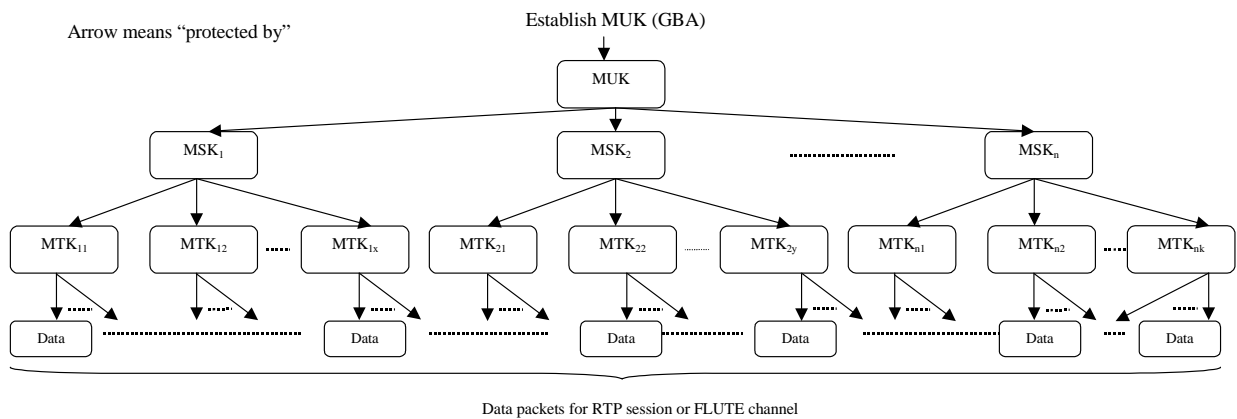 Establish MUK (GBA)
Arrow means “protected by”
MUK
MSK₁ MSK₂ MSKₙ
MTK₁₁ MTK₁₂ MTK₁ₓ MTK₂₁ MTK₂₂ MTK₂y MTKₙ₁ MTKₙ₂ MTKₙₖ
Data Data Data Data Data Data
Data packets for RTP session or FLUTE channel